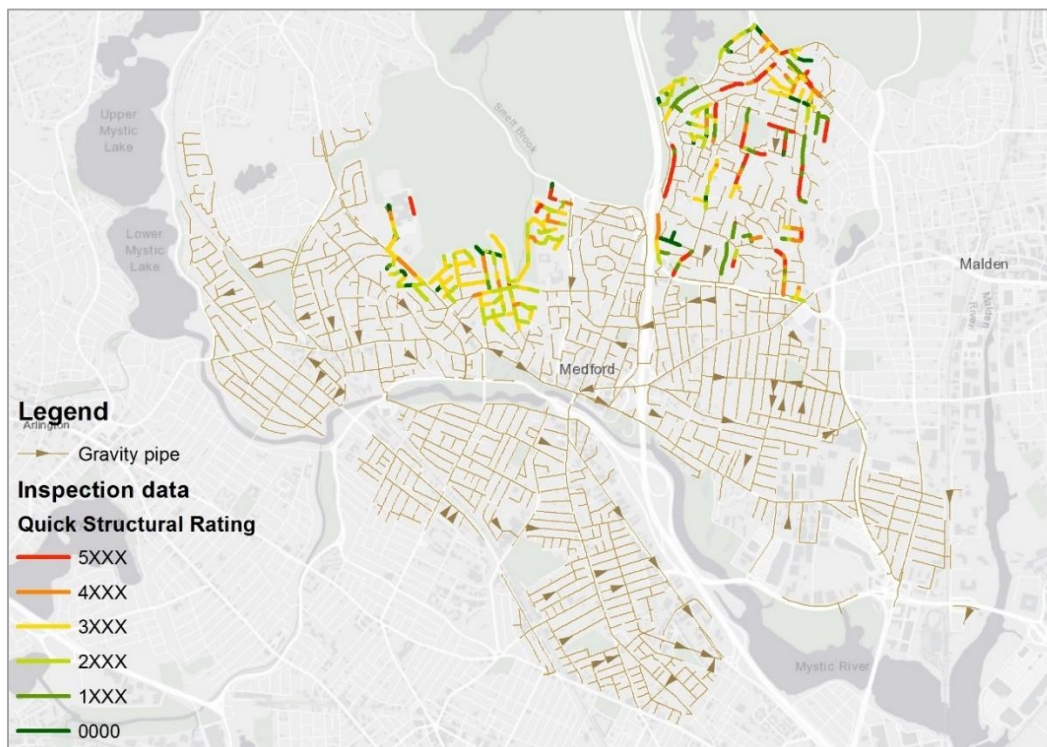 Upper
Mystic
Lake
Smelt Brook
Lower
Mystic
Lake
Malden
Malden
River
Medford
Legend
Arlington
Gravity pipe
Inspection data
Quick Structural Rating
5XXX
4XXX
3XXX
2XXX
1XXX
0000
Mystic River